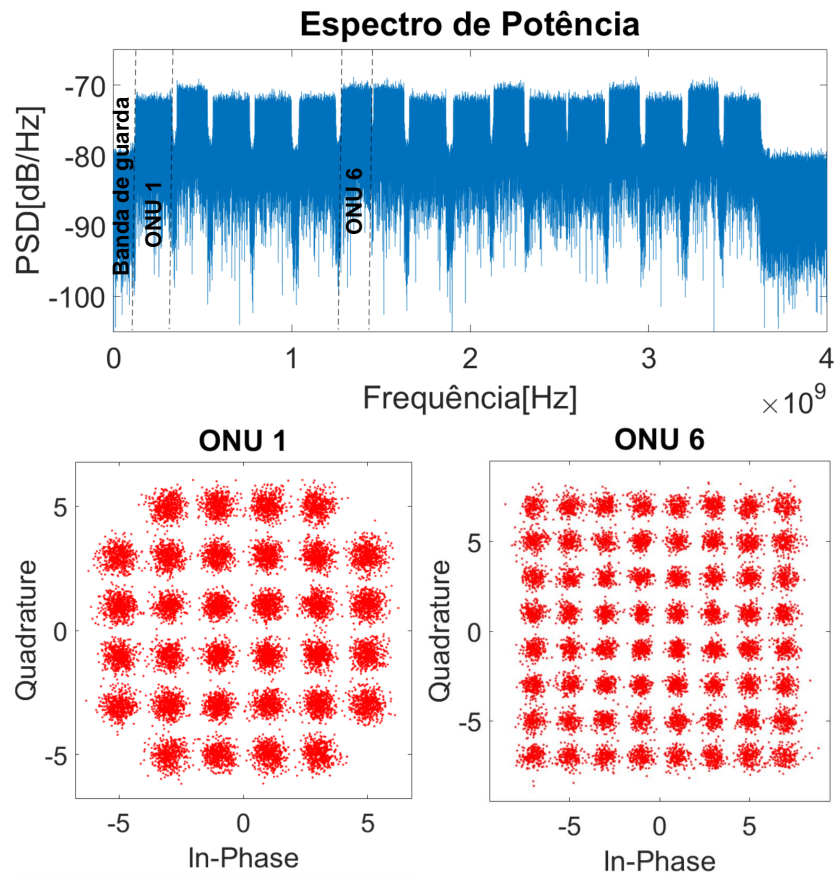 Espectro de Potência
PSD[dB/Hz]
-70
-80
-90
-100
Banda de guarda
ONU 1
ONU 6
0
1
2
3
4
Frequência[Hz]
×10⁹
ONU 1
Quadrature
5
0
-5
-5
0
5
In-Phase
ONU 6
Quadrature
5
0
-5
-5
0
5
In-Phase